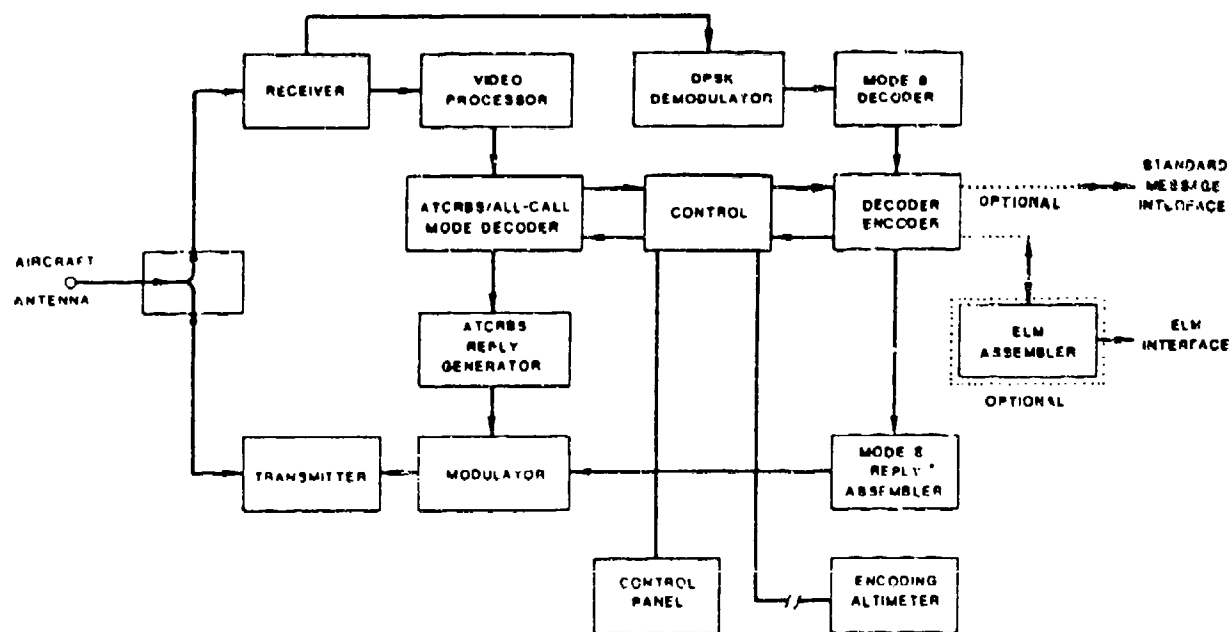 RECEIVER
VIDEO
PROCESSOR
DPSK
DEMODULATOR
MODE S
DECODER
ATCRBS/ALL-CALL
MODE DECODER
CONTROL
DECODER
ENCODER
OPTIONAL
STANDARD
MESSAGE
INTERFACE
AIRCRAFT
ANTENNA
ATCRBS
REPLY
GENERATOR
ELM
ASSEMBLER
ELM
INTERFACE
OPTIONAL
TRANSMITTER
MODULATOR
MODE S
REPLY
ASSEMBLER
CONTROL
PANEL
ENCODING
ALTIMETER